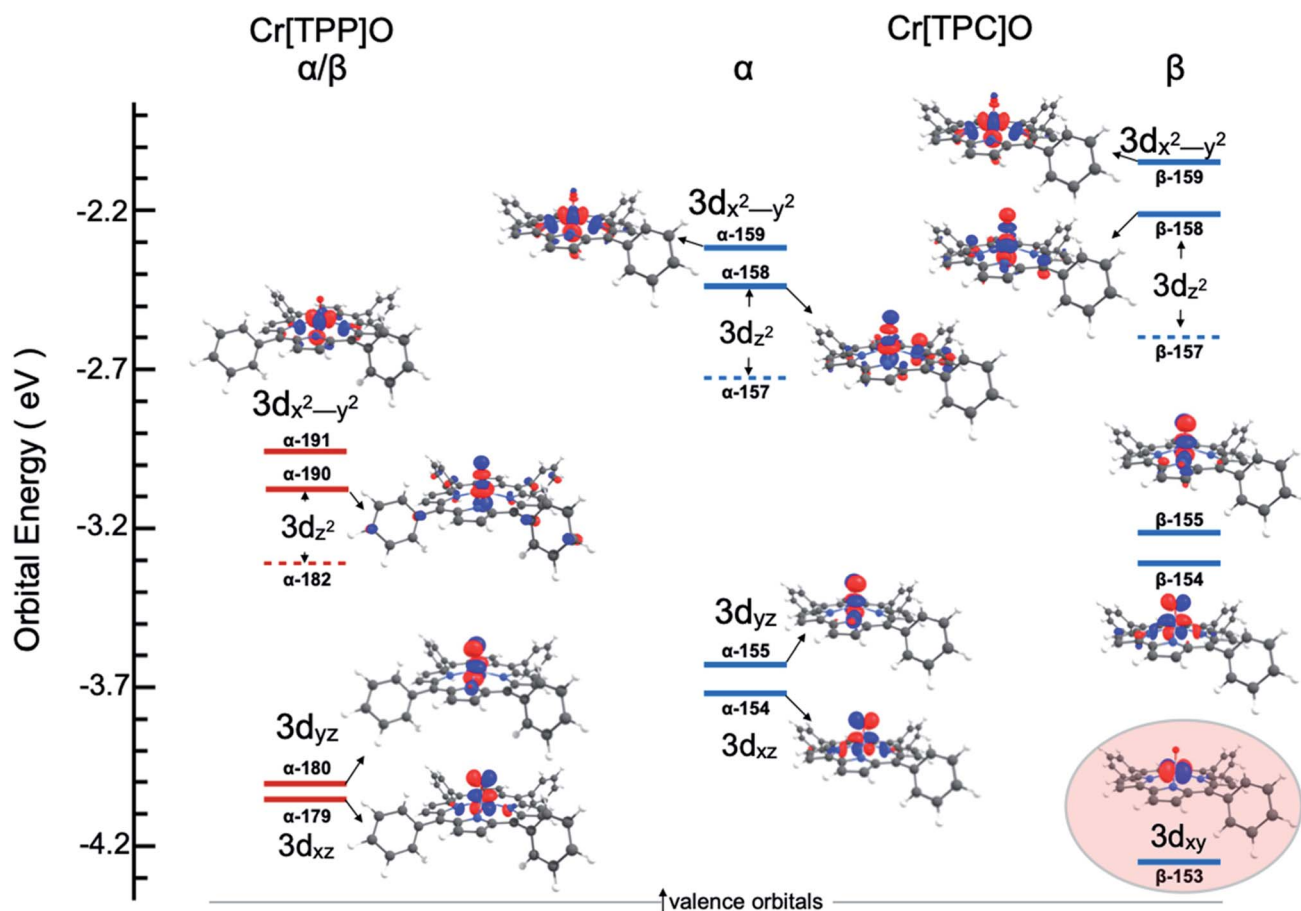 Cr[TPP]O
α/β
Cr[TPC]O
α
β
Orbital Energy ( eV )
-2.2
-2.7
-3.2
-3.7
-4.2
3dx²—y²
α-191
α-190
3dz²
α-182
3dyz
α-180
α-179
3dxz
3dx²—y²
α-159
α-158
3dz²
α-157
3dyz
α-155
α-154
3dxz
3dx²—y²
β-159
β-158
3dz²
β-157
β-155
β-154
3dxy
β-153
valence orbitals